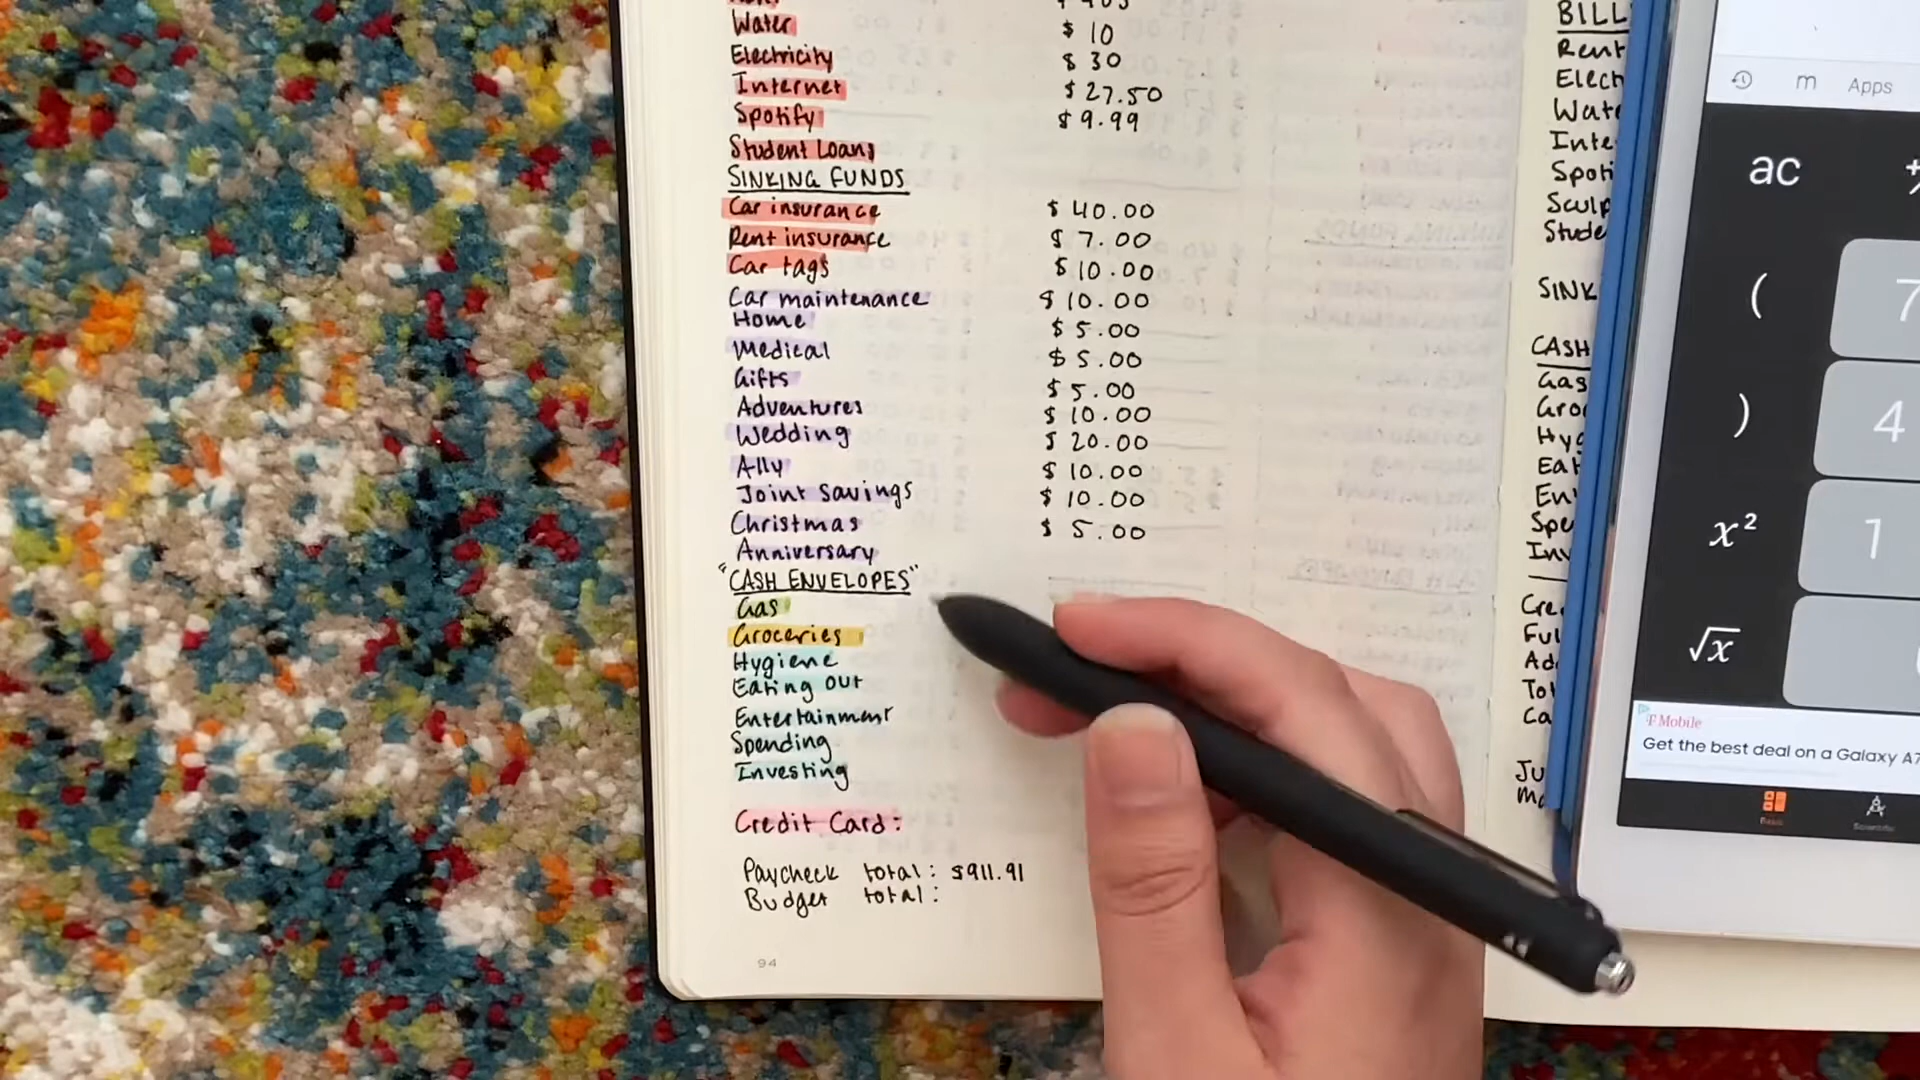 Water $ 10
Electricity $ 30
Internet $ 27.50
Spotify $ 9.99
Student Loans
SINKING FUNDS
Car insurance $ 40.00
Rent insurance $ 7.00
Car tags $ 10.00
Car maintenance $ 10.00
Home $ 5.00
Medical $ 5.00
Gifts $ 5.00
Adventures $ 10.00
Wedding $ 20.00
Ally $ 10.00
Joint Savings $ 10.00
Christmas $ 5.00
Anniversary
"CASH ENVELOPES"
Gas
Groceries
Hygiene
Eating out
Entertainment
Spending
Investing
Credit Card:
Paycheck total: $911.91
Budget total:
94
BILL
Rent
Elech
Wate
Inte
Spoti
Sculp
Stude
SINK
CASH
Gas
Gro
Hyg
Eat
En
Spe
Inv
Cre
Ful
Ad
Tot
Ca
Ju
m Apps
ac
( 7
) 4
x² 1
√x
Mobile
Get the best deal on a Galaxy A7
Basic
Scientific